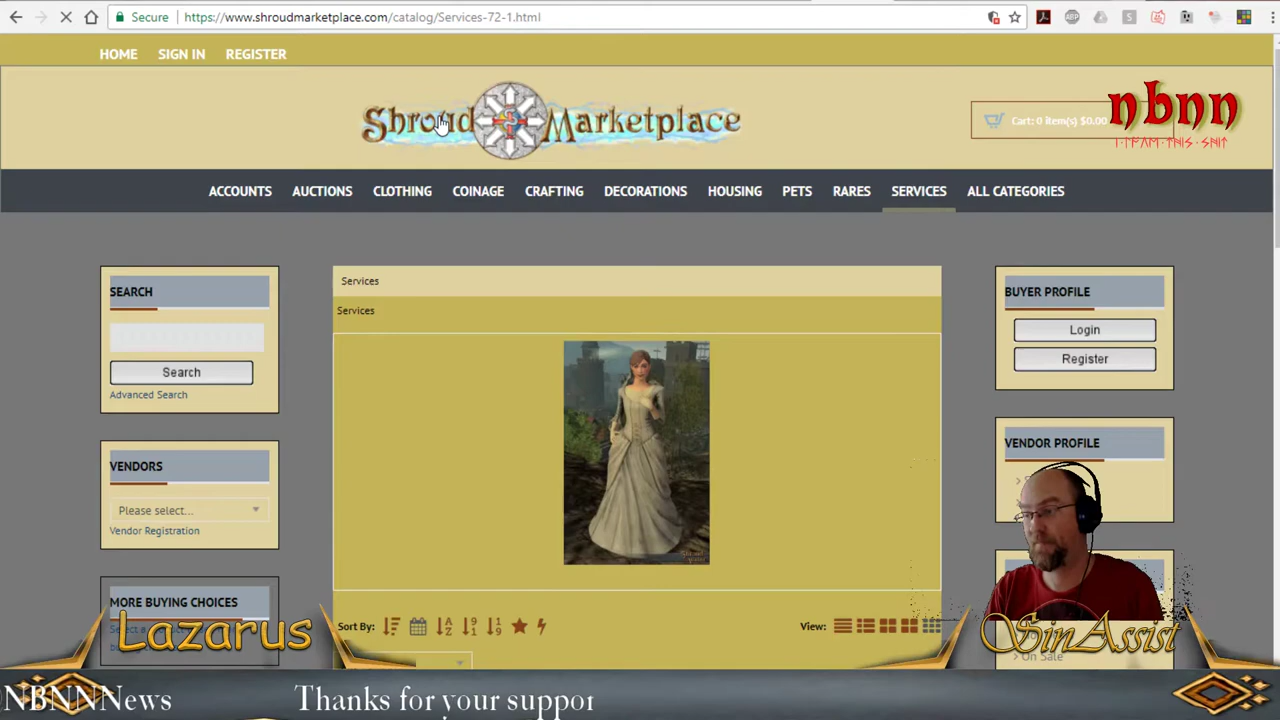 Secure https://www.shroudmarketplace.com/catalog/Services-72-1.html
HOME SIGN IN REGISTER
Shroud Marketplace
Cart: 0 item(s) $0.00
nbnn
ACCOUNTS AUCTIONS CLOTHING COINAGE CRAFTING DECORATIONS HOUSING PETS RARES SERVICES ALL CATEGORIES
SEARCH
Search
Advanced Search
VENDORS
Please select...
Vendor Registration
MORE BUYING CHOICES
Services
Services
Sort By:
View:
BUYER PROFILE
Login
Register
VENDOR PROFILE
> On Sale
Lazarus
SinAssist
NBNNNews Thanks for your suppor